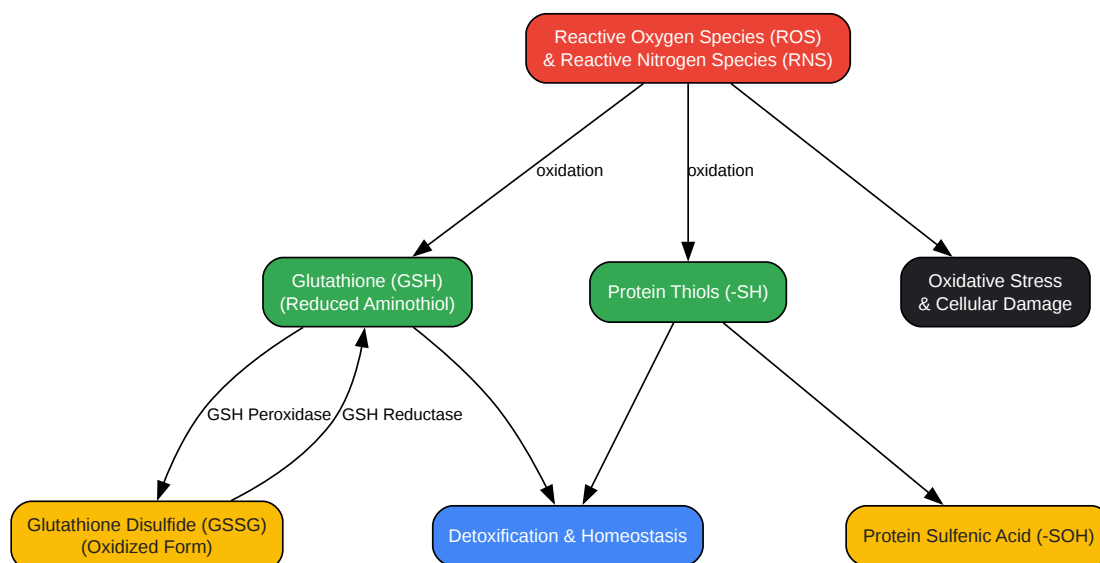 Reactive Oxygen Species (ROS)
& Reactive Nitrogen Species (RNS)
oxidation
oxidation
Glutathione (GSH)
(Reduced Aminothiol)
Protein Thiols (-SH)
Oxidative Stress
& Cellular Damage
GSH Peroxidase
GSH Reductase
Glutathione Disulfide (GSSG)
(Oxidized Form)
Detoxification & Homeostasis
Protein Sulfenic Acid (-SOH)